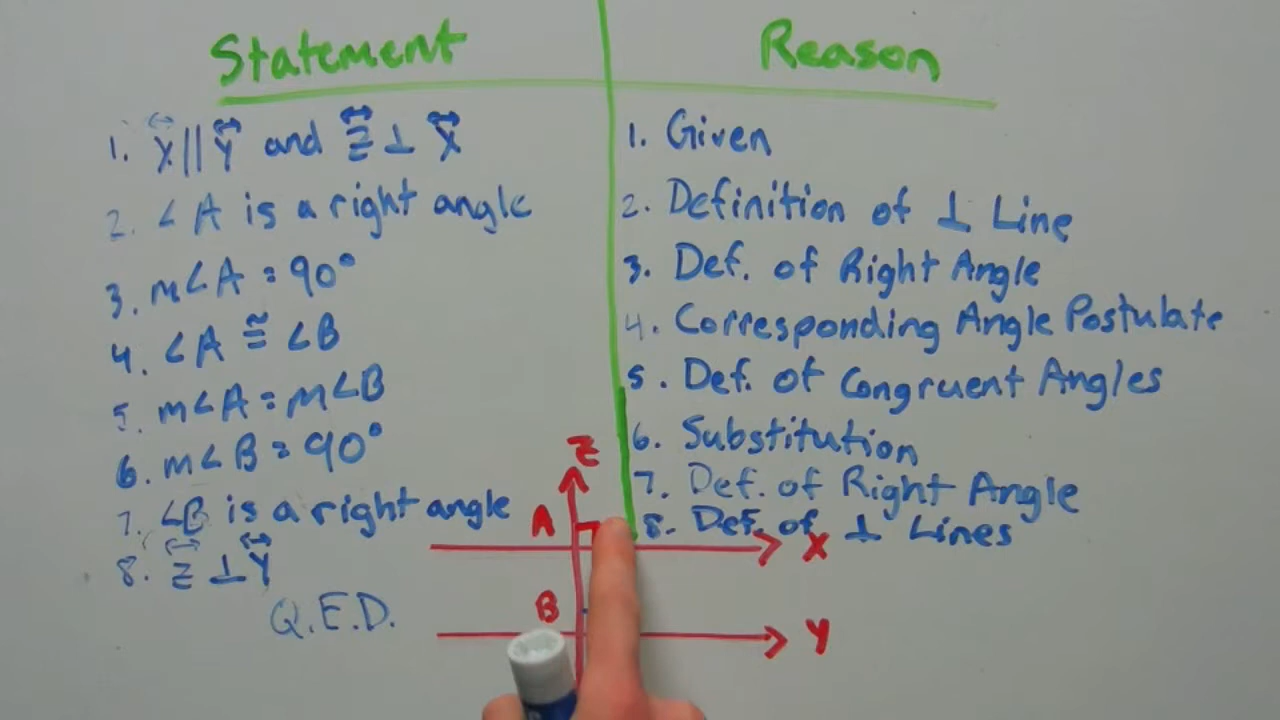 Statement
Reason
1. X || Y and Z ⊥ X
1. Given
2. ∠A is a right angle
2. Definition of ⊥ Line
3. m∠A = 90°
3. Def. of Right Angle
4. ∠A ≅ ∠B
4. Corresponding Angle Postulate
5. m∠A = m∠B
5. Def. of Congruent Angles
6. m∠B = 90°
6. Substitution
7. ∠B is a right angle
7. Def. of Right Angle
8. Z ⊥ Y
8. Def. of ⊥ Lines
Q.E.D.
Z
A
X
B
Y